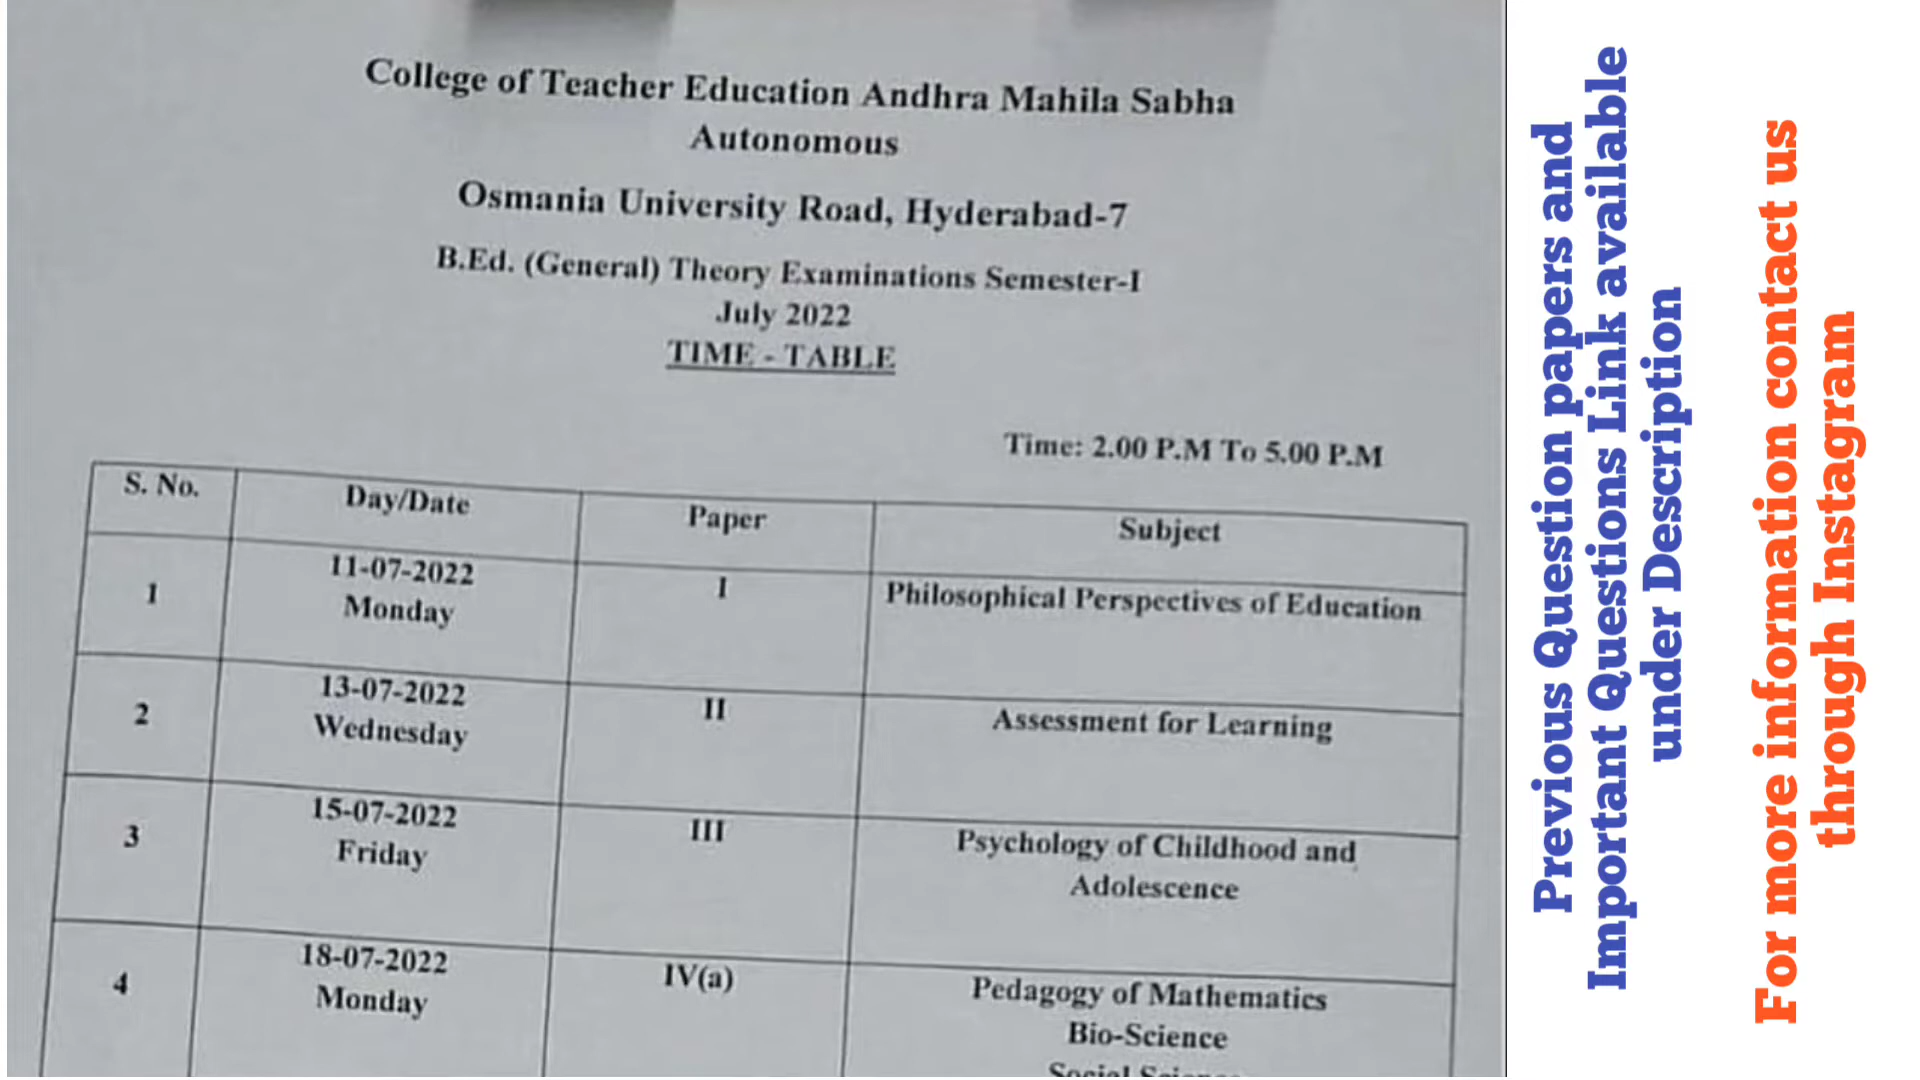 College of Teacher Education Andhra Mahila Sabha
Autonomous
Osmania University Road, Hyderabad-7
B.Ed. (General) Theory Examinations Semester-I
July 2022
TIME - TABLE
Time: 2.00 P.M To 5.00 P.M
S. No. Day/Date Paper Subject
1 11-07-2022 Monday I Philosophical Perspectives of Education
2 13-07-2022 Wednesday II Assessment for Learning
3 15-07-2022 Friday III Psychology of Childhood and
Adolescence
4 18-07-2022 Monday IV(a) Pedagogy of Mathematics
Bio-Science
Social
Previous Question papers and
Important Questions Link available
under Description
For more information contact us
through Instagram